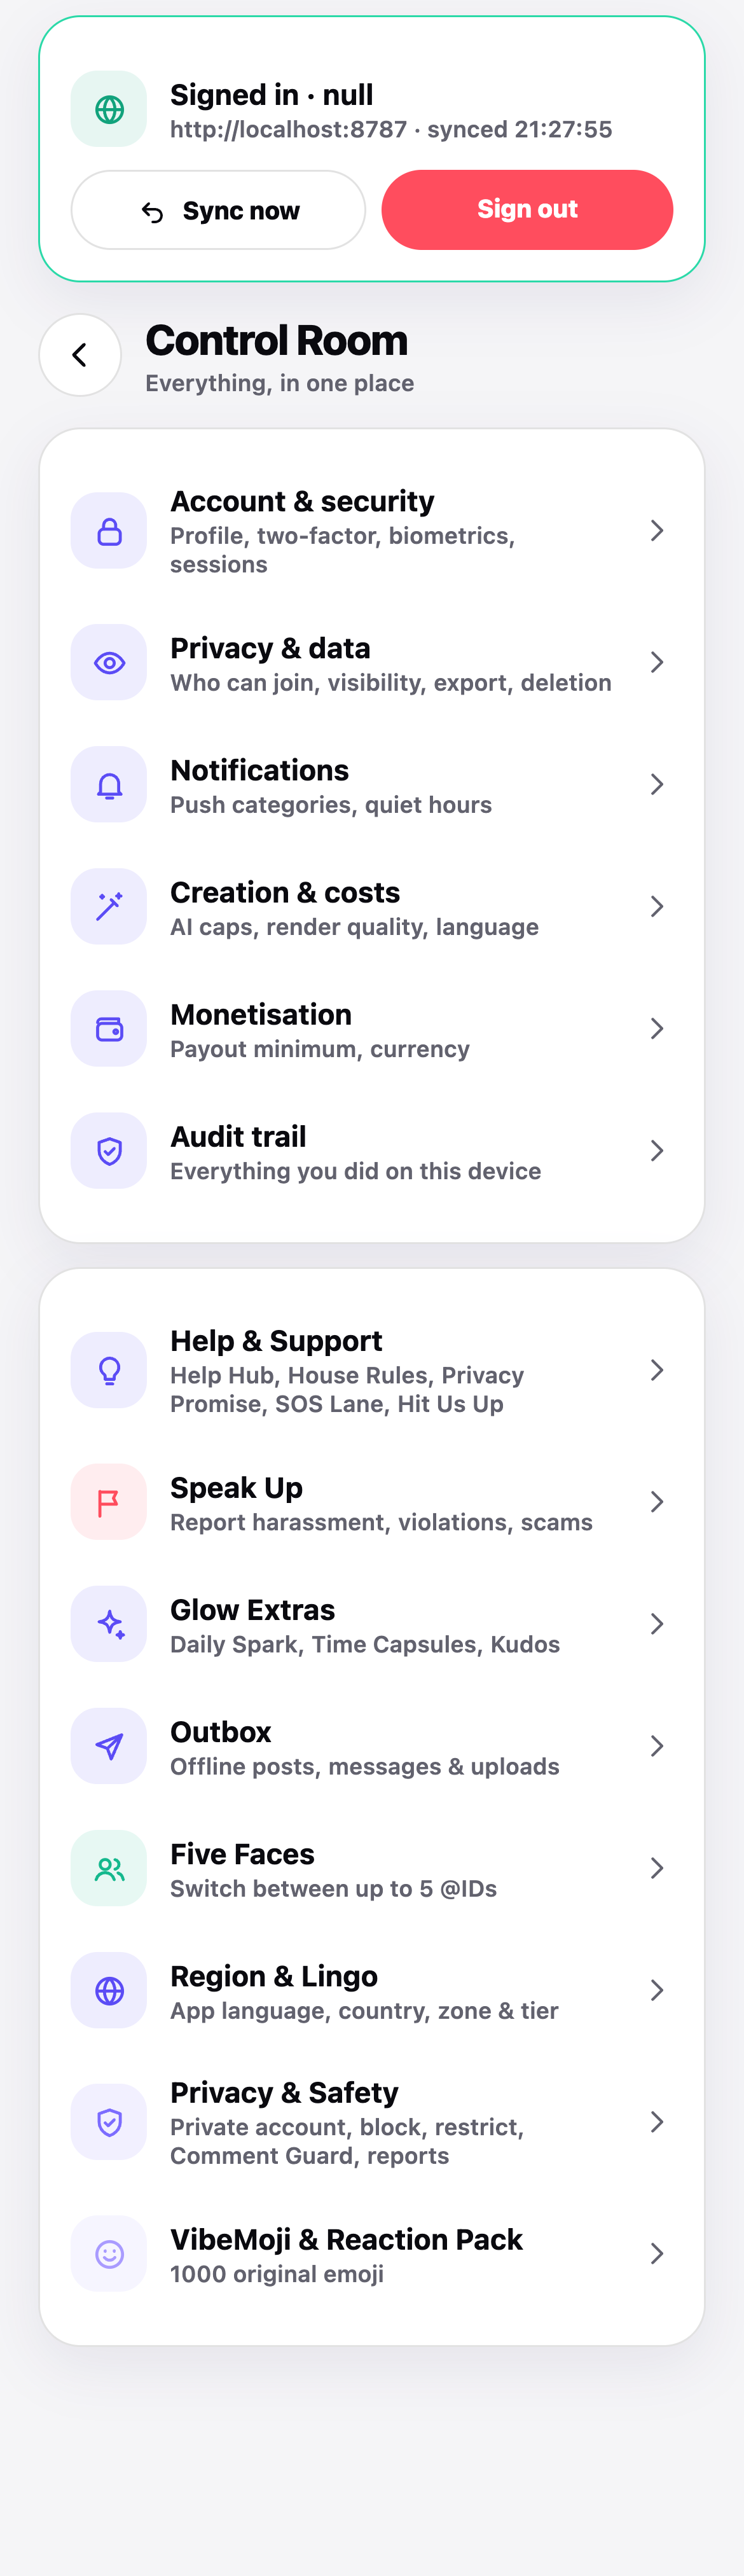 Signed in · null
http://localhost:8787 · synced 21:27:55
Sync now
Sign out
Control Room
Everything, in one place
Account & security
Profile, two-factor, biometrics,
sessions
Privacy & data
Who can join, visibility, export, deletion
Notifications
Push categories, quiet hours
Creation & costs
AI caps, render quality, language
Monetisation
Payout minimum, currency
Audit trail
Everything you did on this device
Help & Support
Help Hub, House Rules, Privacy
Promise, SOS Lane, Hit Us Up
Speak Up
Report harassment, violations, scams
Glow Extras
Daily Spark, Time Capsules, Kudos
Outbox
Offline posts, messages & uploads
Five Faces
Switch between up to 5 @IDs
Region & Lingo
App language, country, zone & tier
Privacy & Safety
Private account, block, restrict,
Comment Guard, reports
VibeMoji & Reaction Pack
1000 original emoji